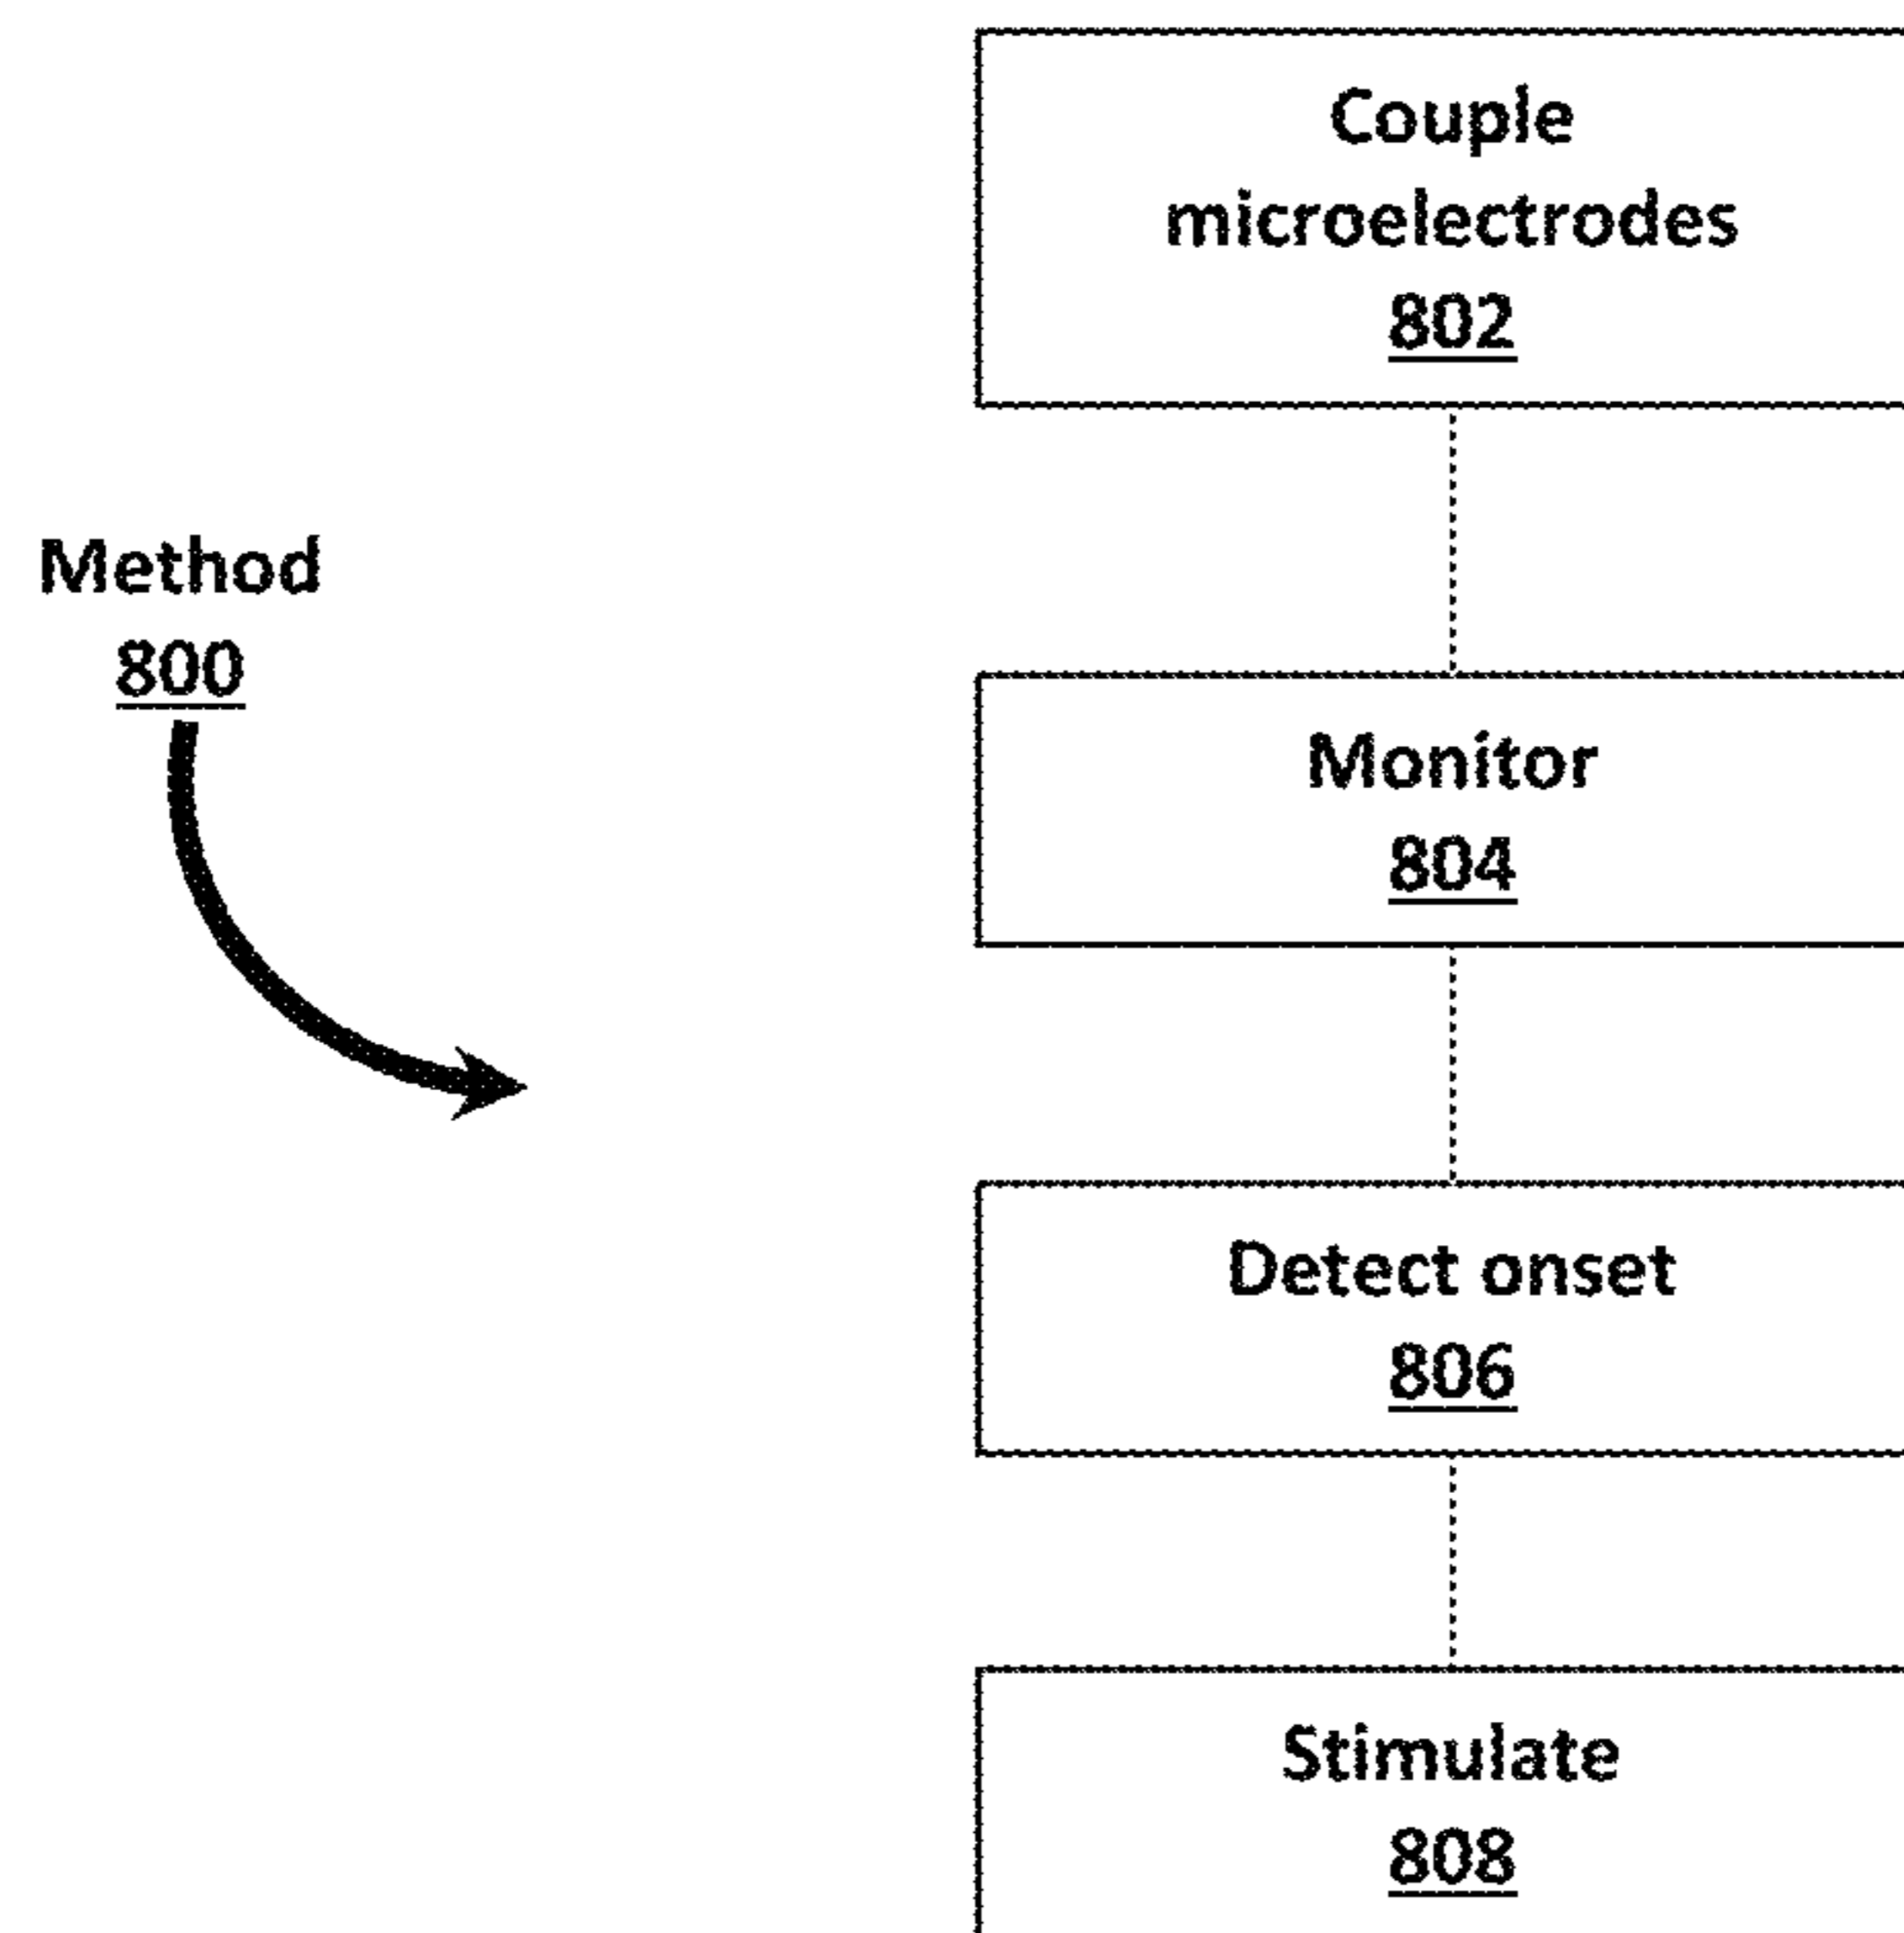 Couple
microelectrodes
802
Method
800
Monitor
804
Detect onset
806
Stimulate
808